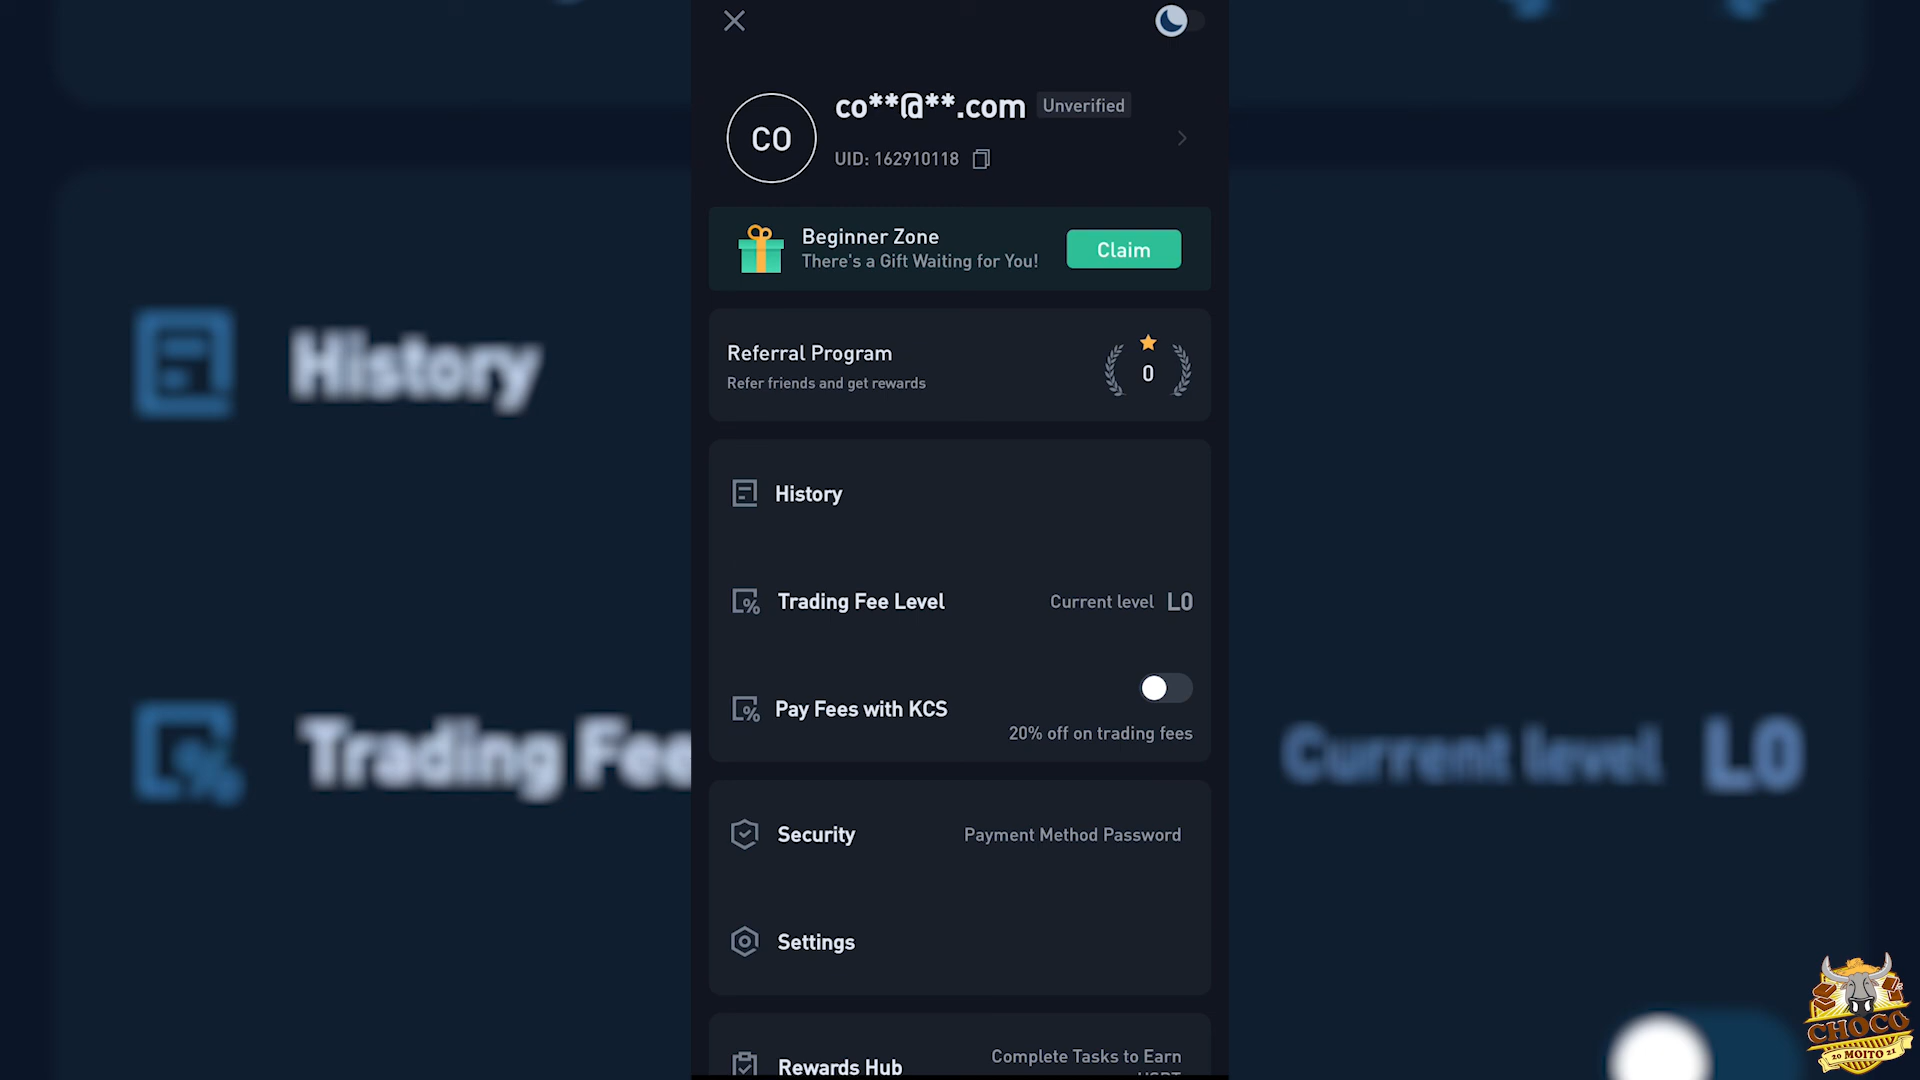 co**@**.com Unverified
CO
UID: 162910118
Beginner Zone
There's a Gift Waiting for You!
Claim
Referral Program
Refer friends and get rewards
0
History
History
Trading Fee Level Current level L0
Pay Fees with KCS
20% off on trading fees
Trading Fee
Current level L0
Security Payment Method Password
Settings
Rewards Hub
Complete Tasks to Earn
CHOCO
20 MOITO 21